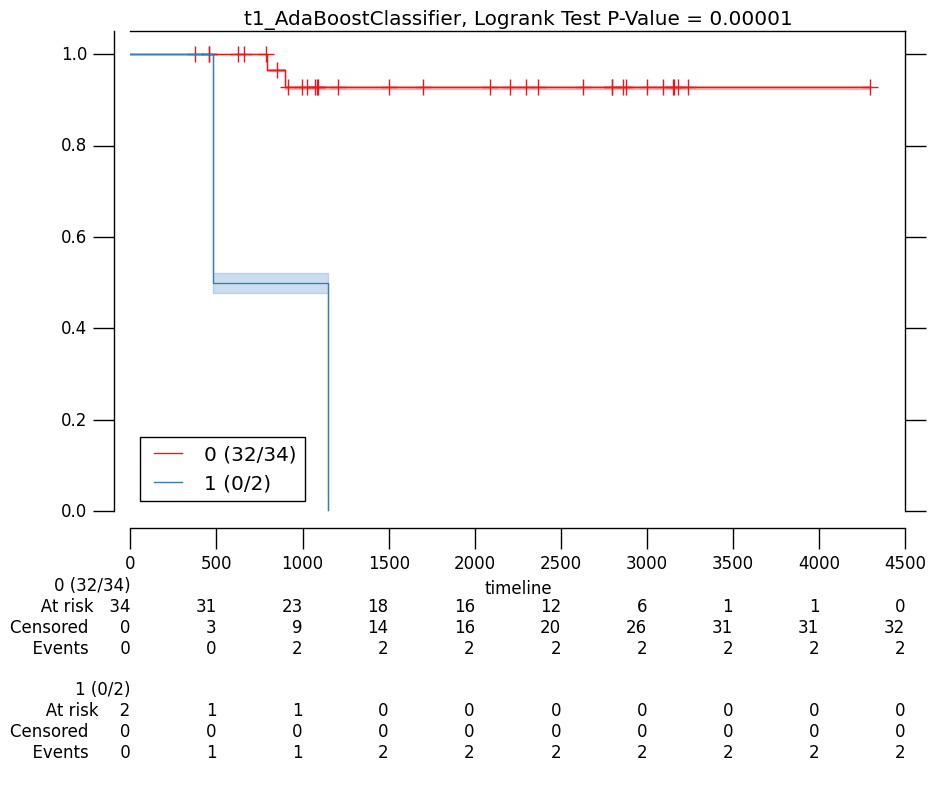 t1_AdaBoostClassifier, Logrank Test P-Value = 0.00001
1.0
0.8
0.6
0.4
0.2
0.0
0 (32/34)
1 (0/2)
0 500 1000 1500 2000 2500 3000 3500 4000 4500
timeline
0 (32/34)
At risk 34 31 23 18 16 12 6 1 1 0
Censored 0 3 9 14 16 20 26 31 31 32
Events 0 0 2 2 2 2 2 2 2 2
1 (0/2)
At risk 2 1 1 0 0 0 0 0 0 0
Censored 0 0 0 0 0 0 0 0 0 0
Events 0 1 1 2 2 2 2 2 2 2